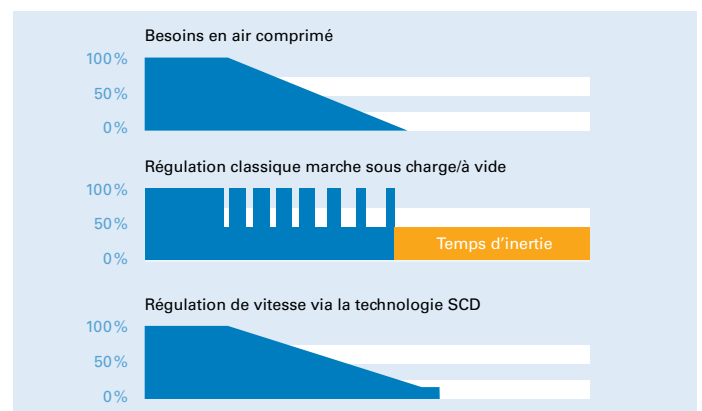 Besoins en air comprimé
100%
50%
0%
Régulation classique marche sous charge/à vide
100%
50%
0%
Temps d’inertie
Régulation de vitesse via la technologie SCD
100%
50%
0%